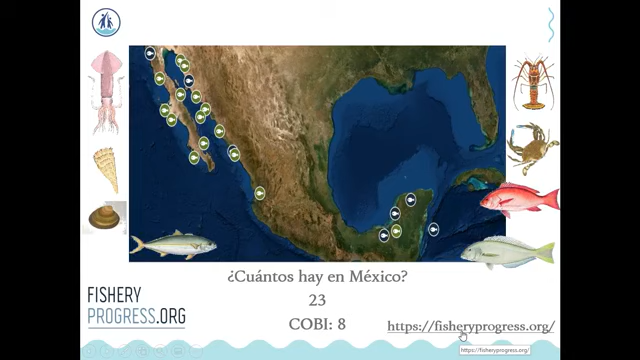 ¿Cuántos hay en México?
23
COBI: 8
FISHERY
PROGRESS.ORG
https://fisheryprogress.org/
https://fisheryprogress.org/